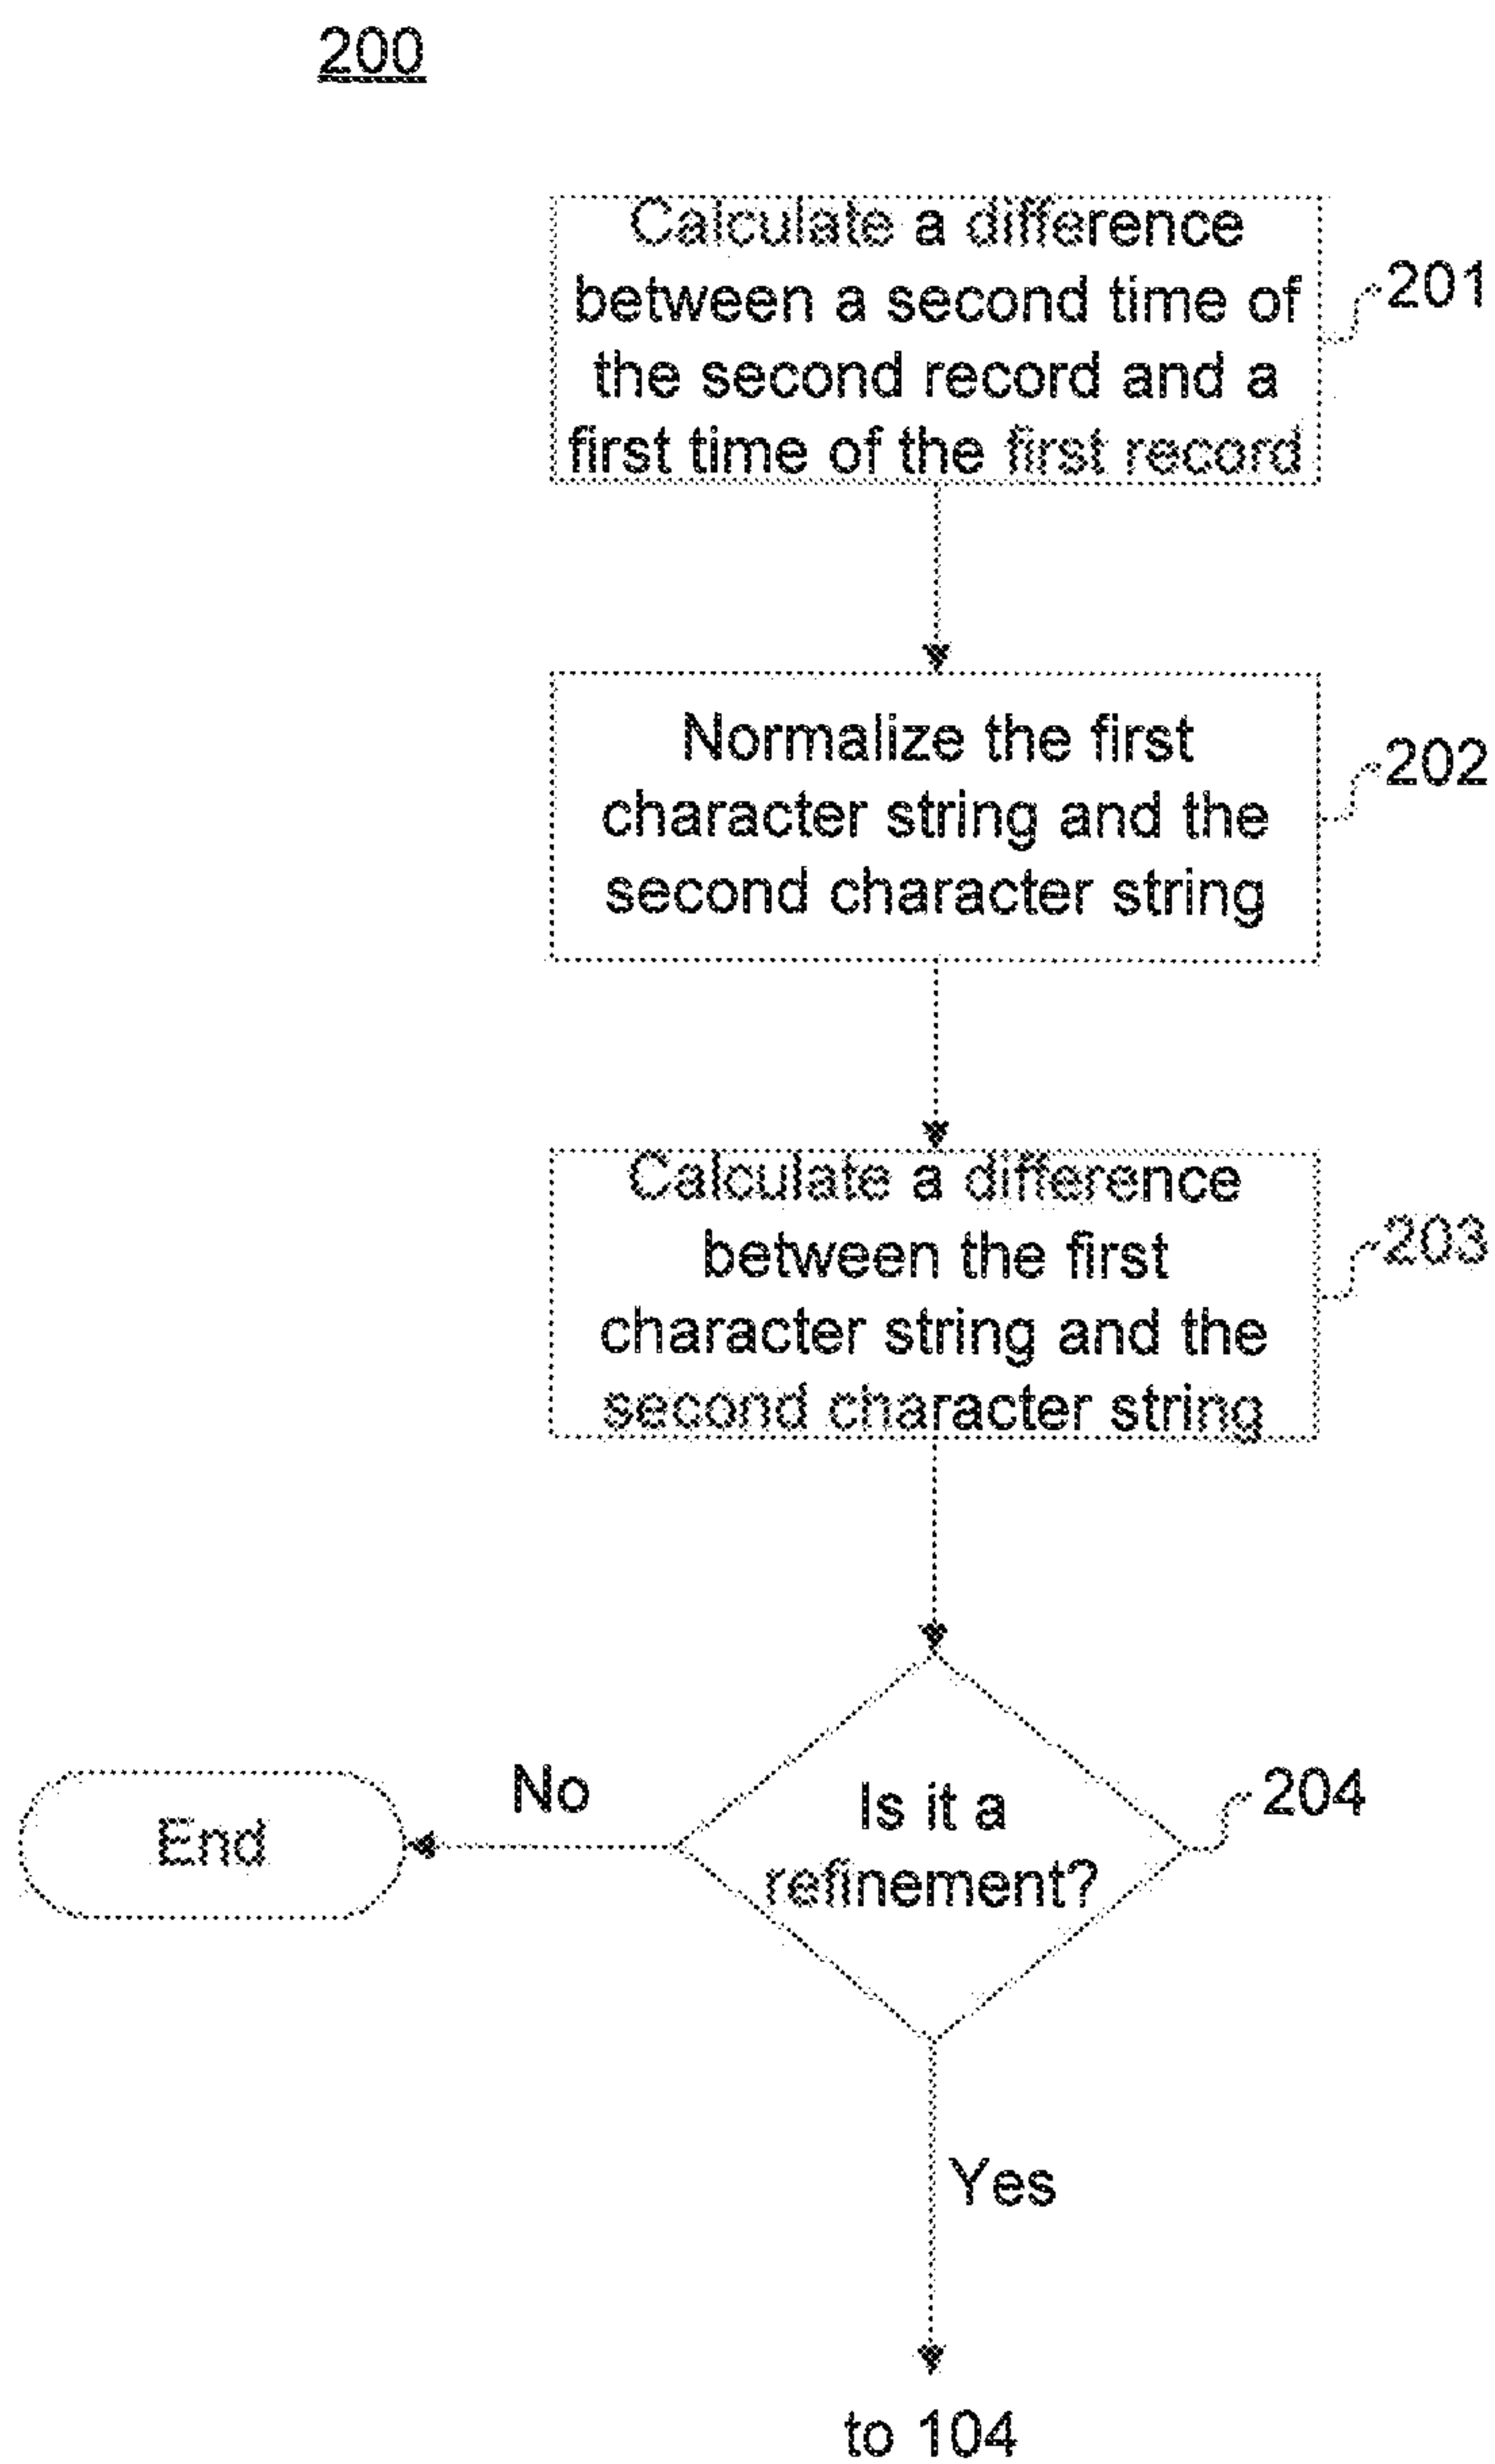 200
Calculate a difference
between a second time of
the second record and a
first time of the first record
201
Normalize the first
character string and the
second character string
202
Calculate a difference
between the first
character string and the
second character string
203
Is it a
refinement?
204
No
End
Yes
to 104